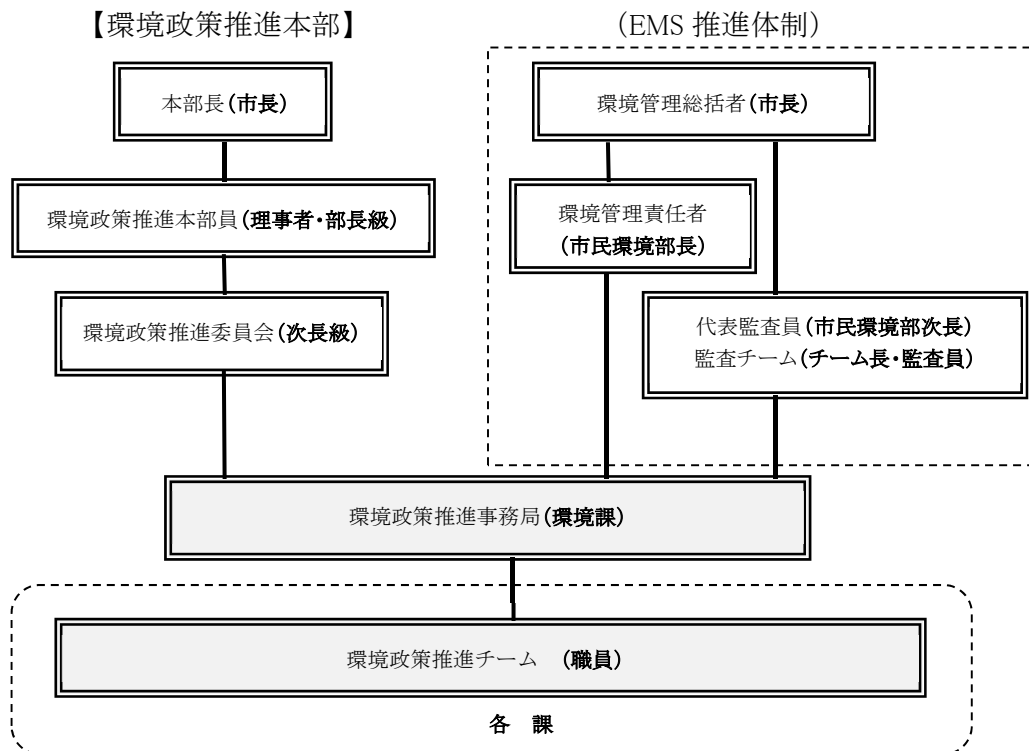 【環境政策推進本部】
(EMS 推進体制)
本部長(市長)
環境管理総括者(市長)
環境政策推進本部員(理事者・部長級)
環境管理責任者
(市民環境部長)
環境政策推進委員会(次長級)
代表監査員(市民環境部次長)
監査チーム(チーム長・監査員)
環境政策推進事務局(環境課)
環境政策推進チーム (職員)
各 課